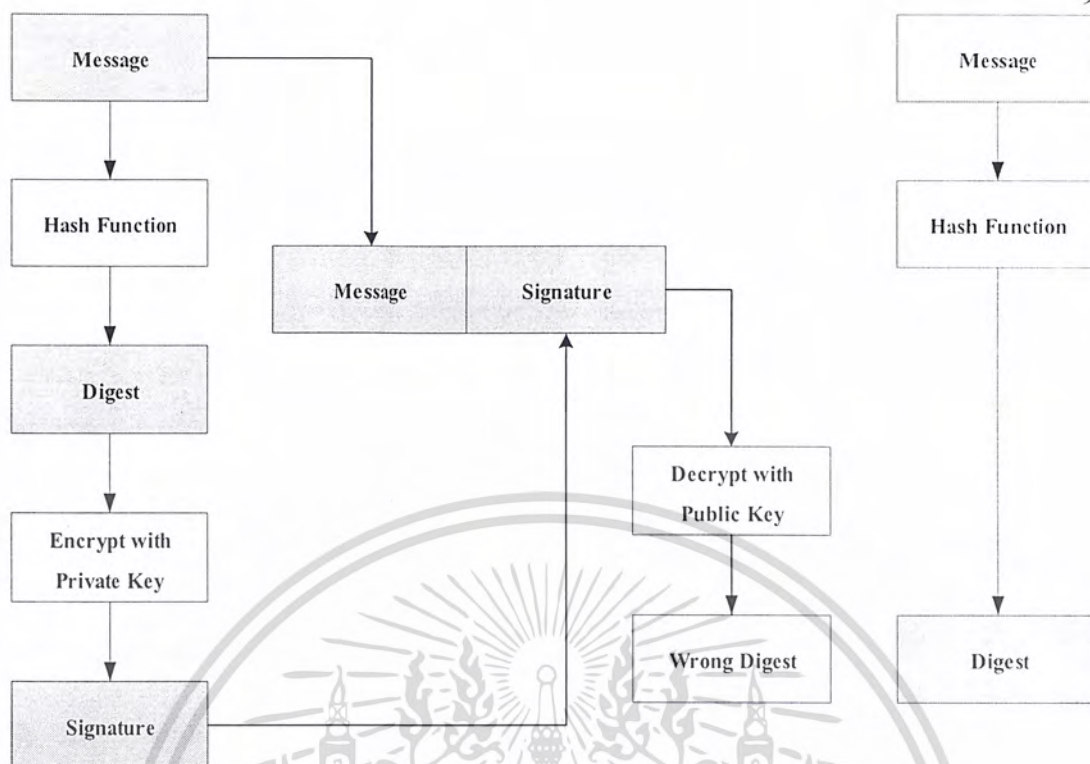 Message
Hash Function
Digest
Encrypt with
Private Key
Signature
Message
Signature
Decrypt with
Public Key
Wrong Digest
Message
Hash Function
Digest